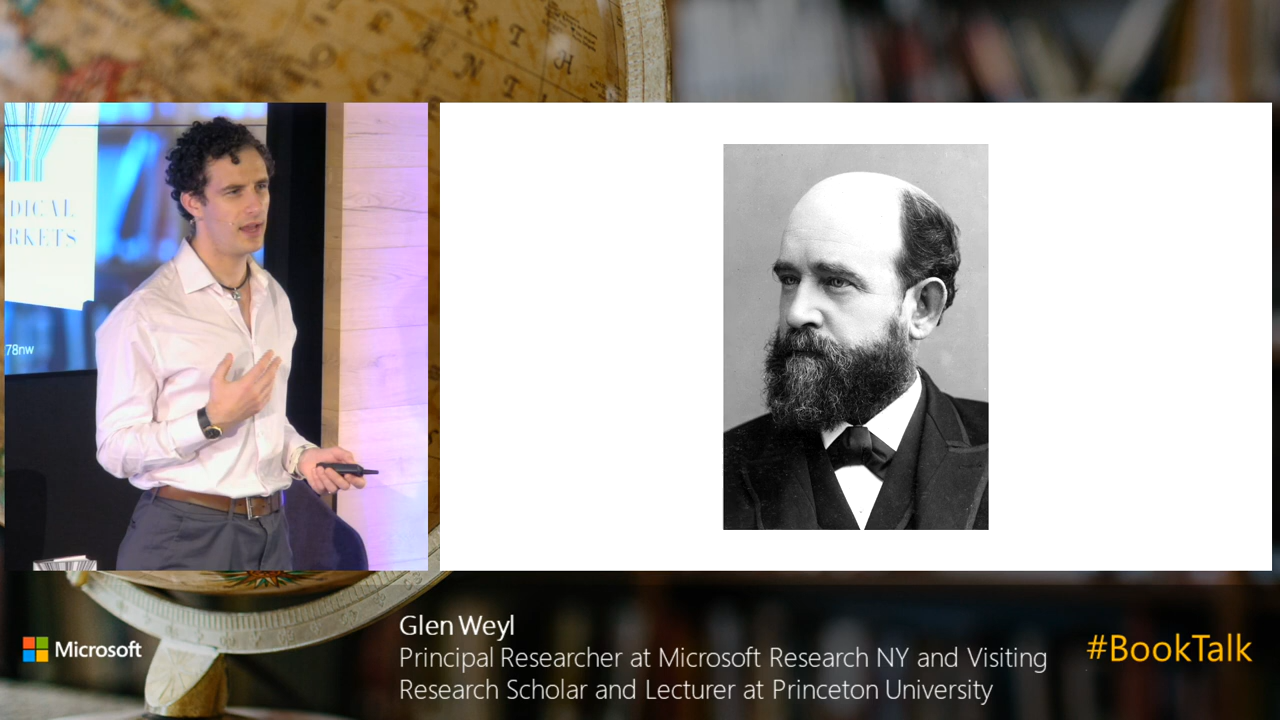 DICAL
RKETS
78nw
Glen Weyl
Principal Researcher at Microsoft Research NY and Visiting
Research Scholar and Lecturer at Princeton University
Microsoft
#BookTalk